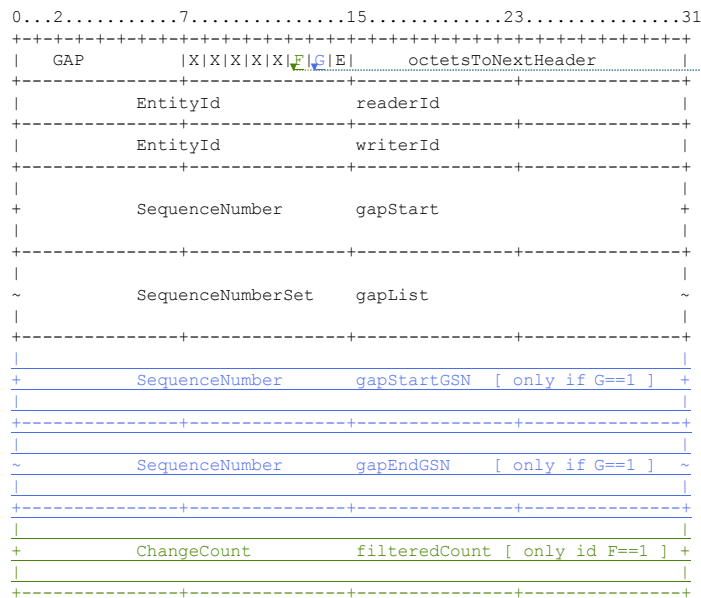 0...2...........7...............15.............23...............31
+-+-+-+-+-+-+-+-+-+-+-+-+-+-+-+-+-+-+-+-+-+-+-+-+-+-+-+-+-+-+-+-+
| GAP |X|X|X|X|X|F|G|E| octetsToNextHeader |
+---------------+---------------+---------------+---------------+
| EntityId readerId |
+---------------+---------------+---------------+---------------+
| EntityId writerId |
+---------------+---------------+---------------+---------------+
| |
+ SequenceNumber gapStart +
| |
+---------------+---------------+---------------+---------------+
| |
~ SequenceNumberSet gapList ~
| |
+---------------+---------------+---------------+---------------+
| |
+ SequenceNumber gapStartGSN [ only if G==1 ] +
| |
+---------------+---------------+---------------+---------------+
| |
~ SequenceNumber gapEndGSN [ only if G==1 ] ~
| |
+---------------+---------------+---------------+---------------+
| |
+ ChangeCount filteredCount [ only id F==1 ] +
| |
+---------------+---------------+---------------+---------------+